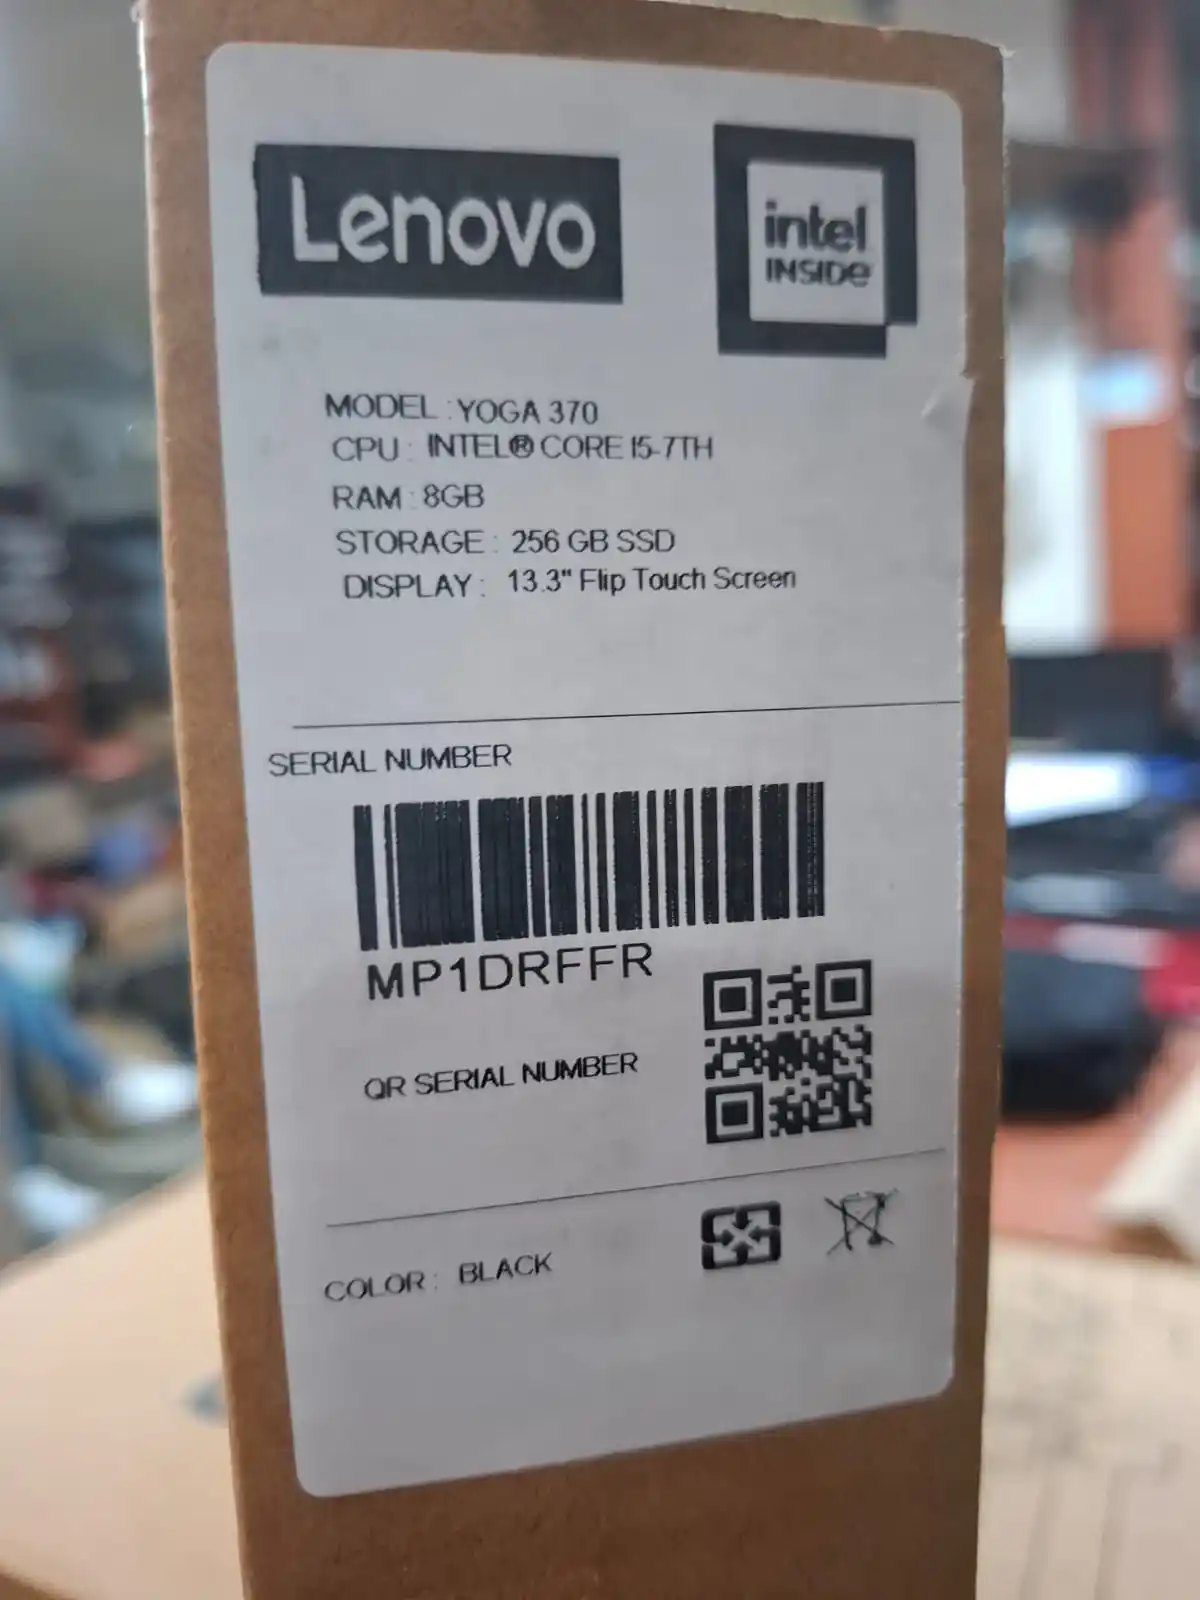 Lenovo
intel
INSIDE
MODEL : YOGA 370
CPU : INTEL® CORE I5-7TH
RAM : 8GB
STORAGE : 256 GB SSD
DISPLAY : 13.3" Flip Touch Screen
SERIAL NUMBER
MP1DRFFR
QR SERIAL NUMBER
COLOR : BLACK